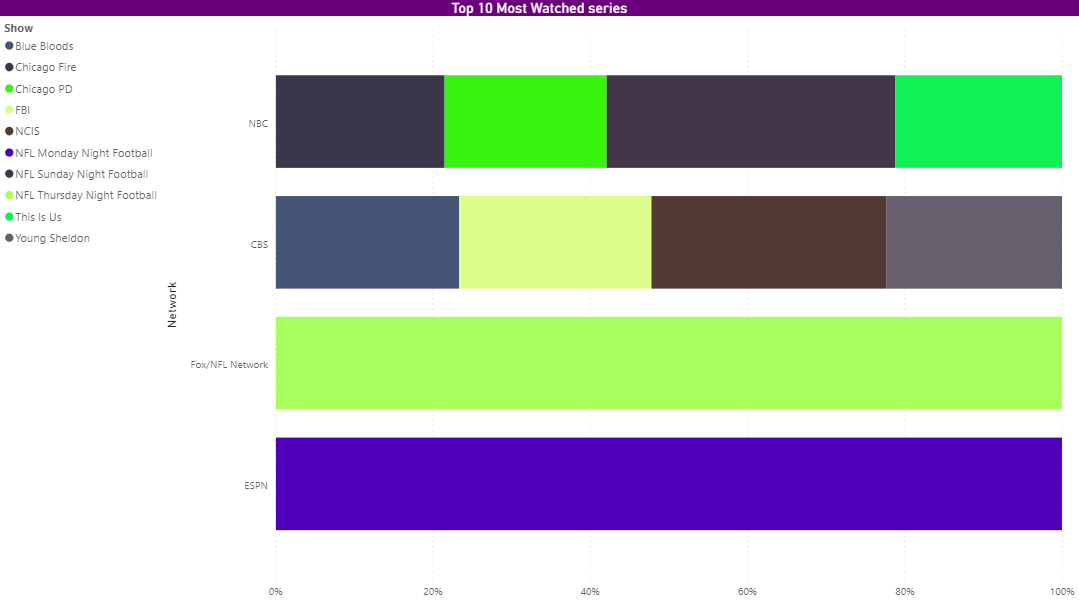 Top 10 Most Watched series
Show
Blue Bloods
Chicago Fire
Chicago PD
FBI
NCIS
NFL Monday Night Football
NFL Sunday Night Football
NFL Thursday Night Football
This Is Us
Young Sheldon
Network
NBC
CBS
Fox/NFL Network
ESPN
0% 20% 40% 60% 80% 100%